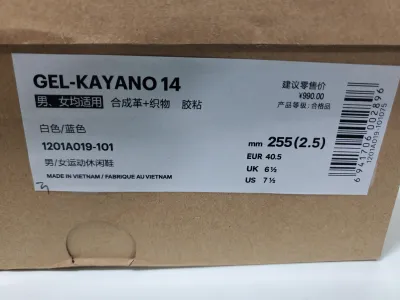 GEL-KAYANO 14
男、女均适用 合成革+织物 胶粘
白色/蓝色
1201A019-101
男/女运动休闲鞋
MADE IN VIETNAM / FABRIQUE AU VIETNAM
建议零售价
¥990.00
产品等级:合格品
mm 255(2.5)
EUR 40.5
UK 6½
US 7½
6941706002896
1201A019-101075